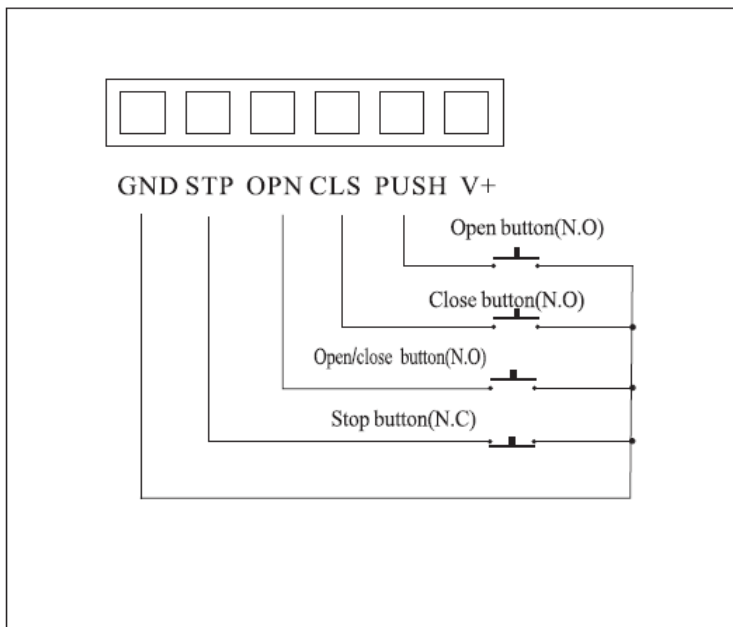 GND STP OPN CLS PUSH V+
Open button(N.O)
Close button(N.O)
Open/close button(N.O)
Stop button(N.C)